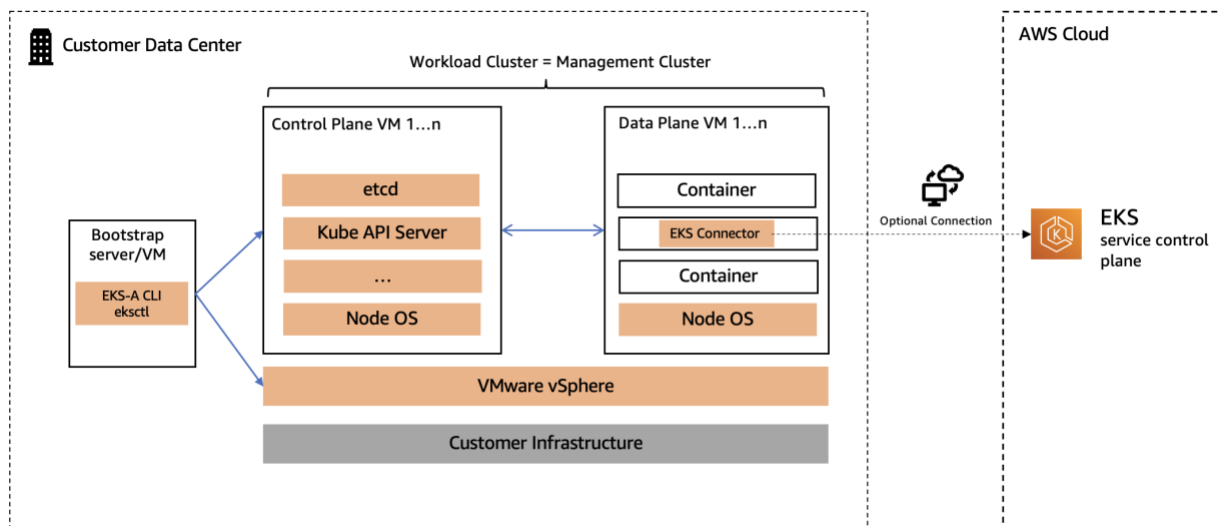 Customer Data Center
AWS Cloud
Workload Cluster = Management Cluster
Control Plane VM 1...n
Data Plane VM 1...n
etcd
Container
Optional Connection
Bootstrap
server/VM
Kube API Server
EKS Connector
EKS
service control
plane
EKS-A CLI
eksctl
...
Container
Node OS
Node OS
VMware vSphere
Customer Infrastructure